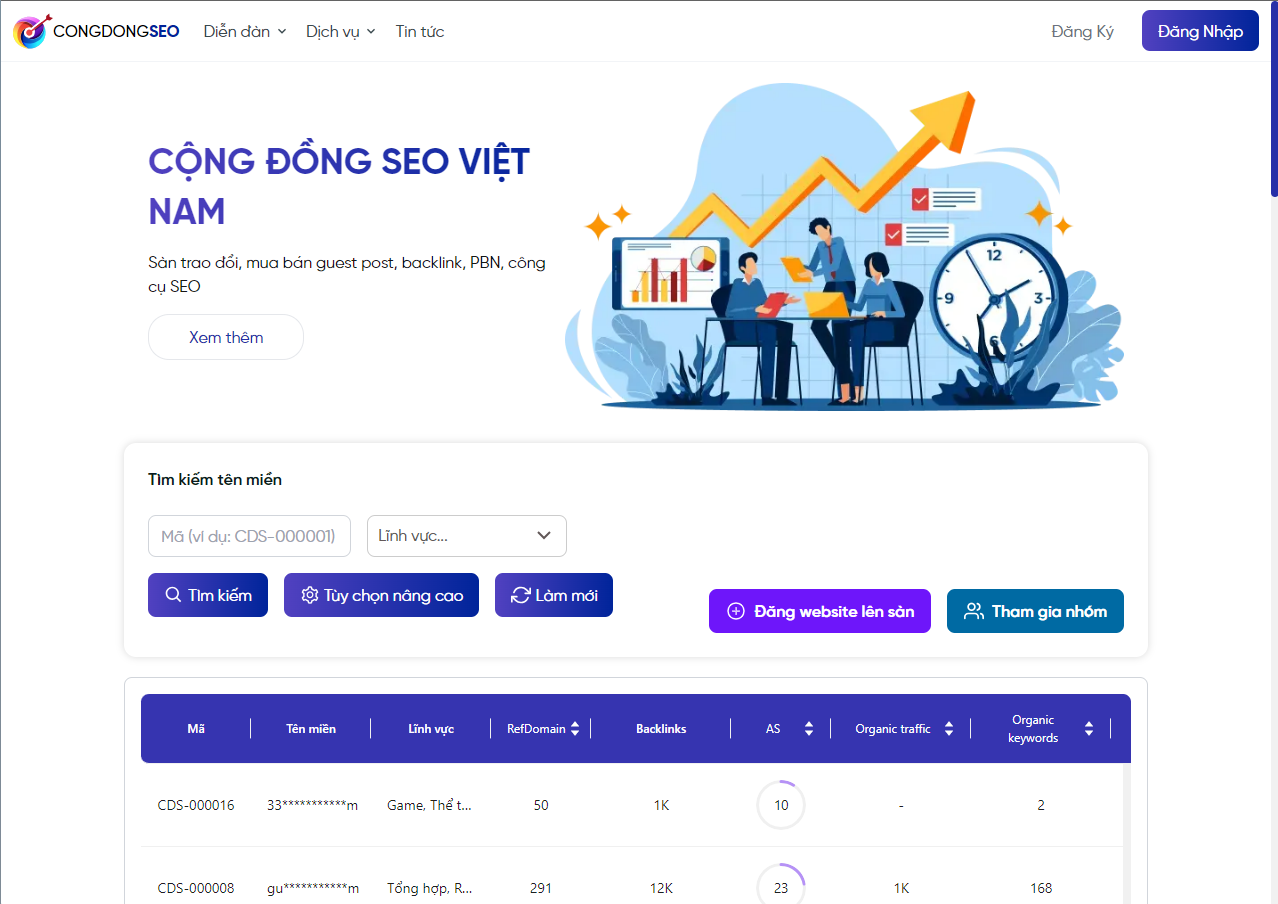 CONGDONGSEO Diễn đàn Dịch vụ Tin tức Đăng Ký Đăng Nhập
CỘNG ĐỒNG SEO VIỆT
NAM
Sàn trao đổi, mua bán guest post, backlink, PBN, công
cụ SEO
Xem thêm
12
9 3
6
Tìm kiếm tên miền
Mã (ví dụ: CDS-000001) Lĩnh vực...
Tìm kiếm Tùy chọn nâng cao Làm mới
Đăng website lên sàn Tham gia nhóm
Mã Tên miền Lĩnh vực RefDomain Backlinks AS Organic traffic Organic
keywords
CDS-000016 33***********m Game, Thể t... 50 1K 10 - 2
CDS-000008 gu***********m Tổng hợp, R... 291 12K 23 1K 168